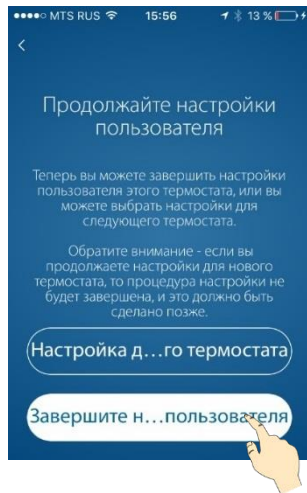 MTS RUS 15:56 13 %
Продолжайте настройки
пользователя
Теперь вы можете завершить настройки
пользователя этого термостата, или вы
можете выбрать настройки для
следующего термостата.
Обратите внимание - если вы
продолжаете настройки для нового
термостата, то процедура настройки не
будет завершена, и это должно быть
сделано позже.
Настройка д...го термостата
Завершите н...пользователя